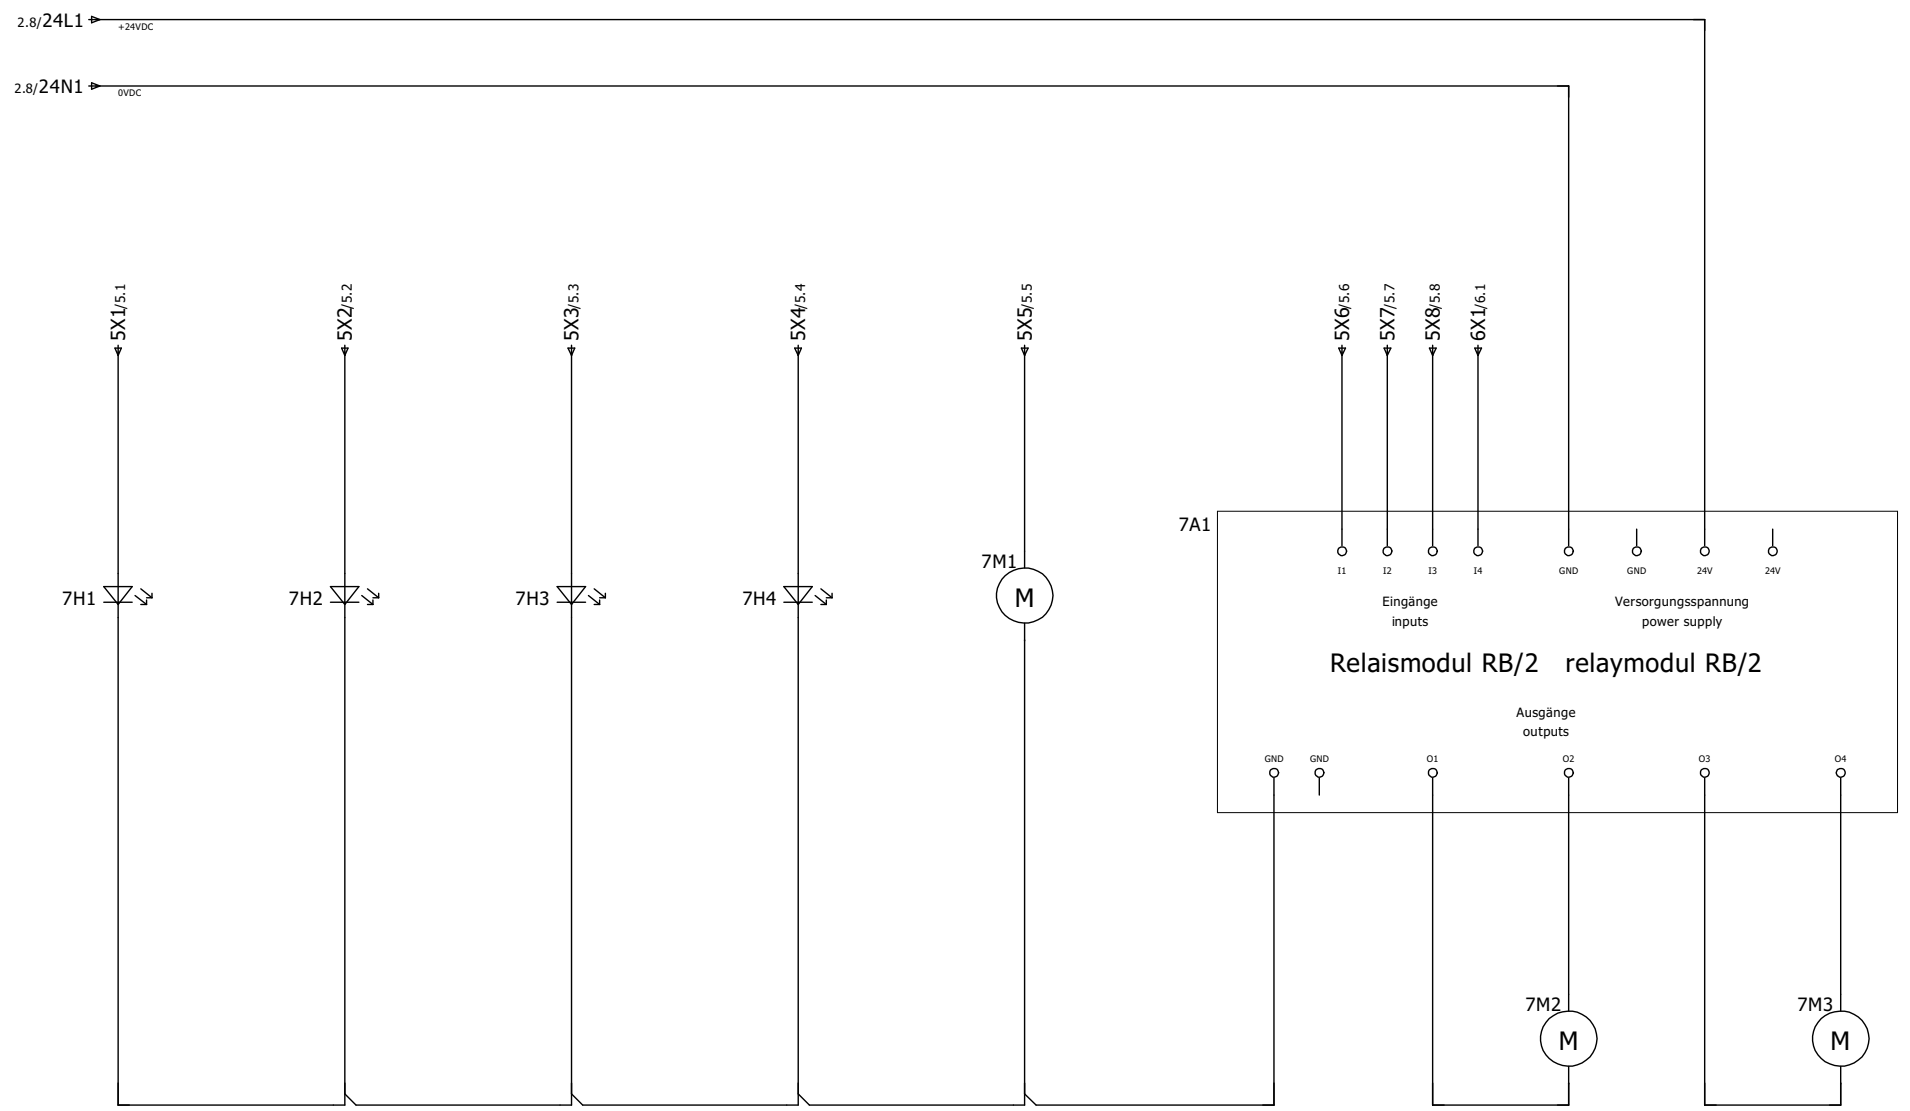 2.8/24L1
+24VDC
2.8/24N1
0VDC
5X1/5.1
5X2/5.2
5X3/5.3
5X4/5.4
5X5/5.5
5X6/5.6
5X7/5.7
5X8/5.8
6X1/6.1
7H1
7H2
7H3
7H4
7M1
M
7A1
I1 I2 I3 I4 GND GND 24V 24V
Eingänge
inputs
Versorgungsspannung
power supply
Relaismodul RB/2 relaymodul RB/2
Ausgänge
outputs
GND GND O1 O2 O3 O4
7M2
M
7M3
M